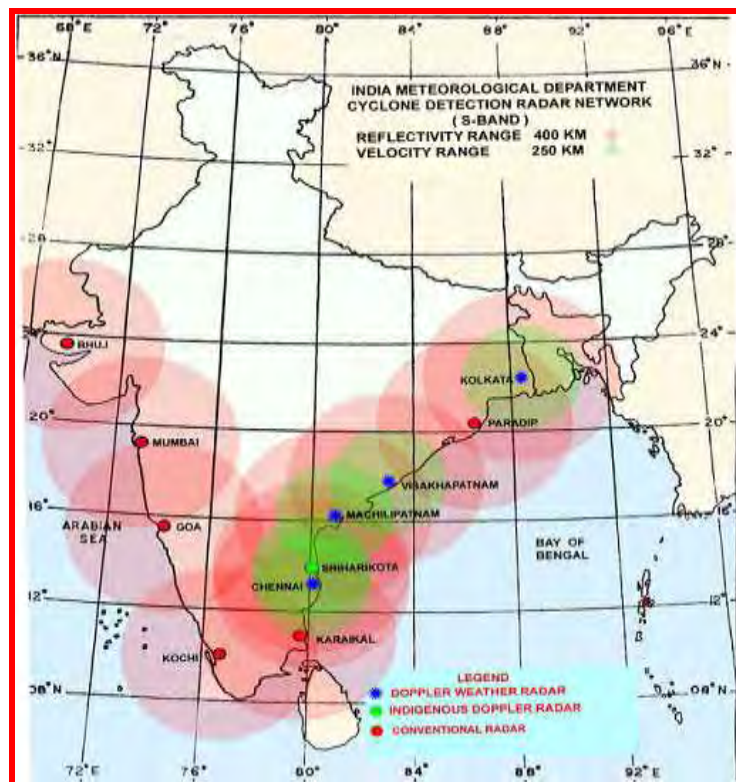 68°E
72°
76°
80°
84°
88°
92°
96°E
36°N
36°N
INDIA METEOROLOGICAL DEPARTMENT
CYCLONE DETECTION RADAR NETWORK
( S-BAND )
REFLECTIVITY RANGE 400 KM
VELOCITY RANGE 250 KM
32°
32°
28
28°
24°
24°
BHUJ
KOLKATA
20°
20°
PARADIP
MUMBAI
VISAKHAPATNAM
MACHILIPATNAM
16°
16°
ARABIAN
SEA
GOA
BAY OF
BENGAL
SRIHARIKOTA
CHENNAI
12°
12°
KARAIKAL
KOCHI
08°N
08°N
LEGEND
DOPPLER WEATHER RADAR
INDIGENOUS DOPPLER RADAR
CONVENTIONAL RADAR
72°E
76°
80°
84°
88°
92°E